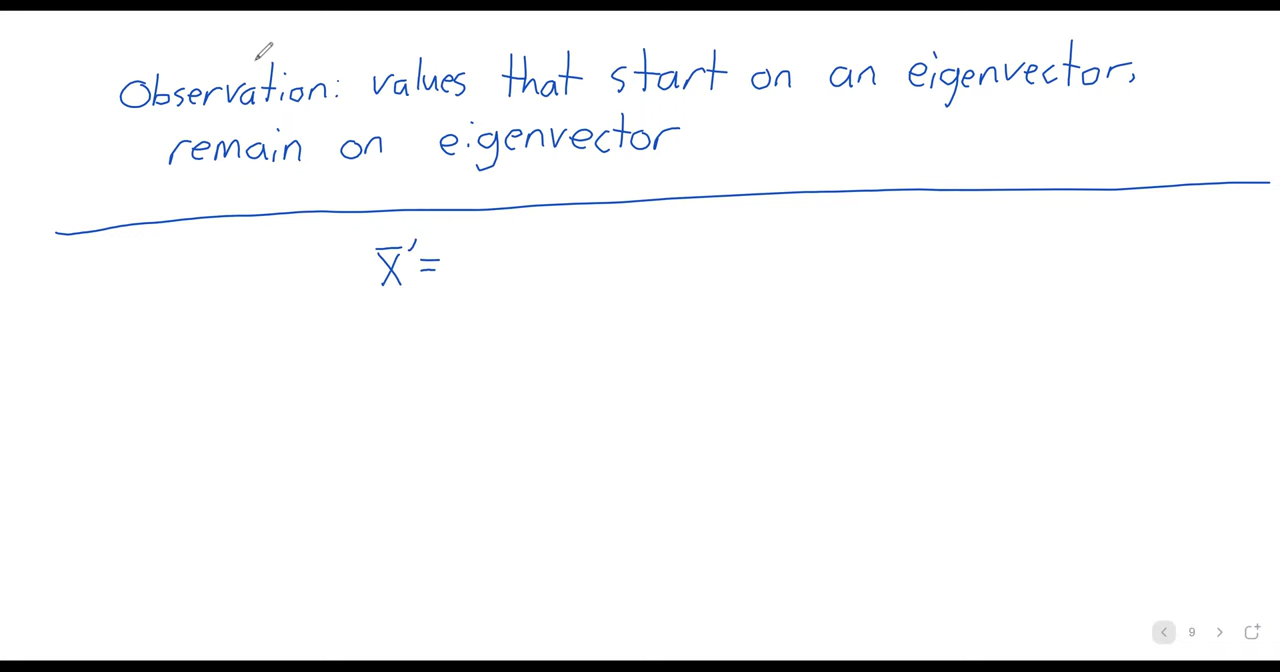 Observation: values that start on an eigenvector,
remain on eigenvector
X̄' =
9